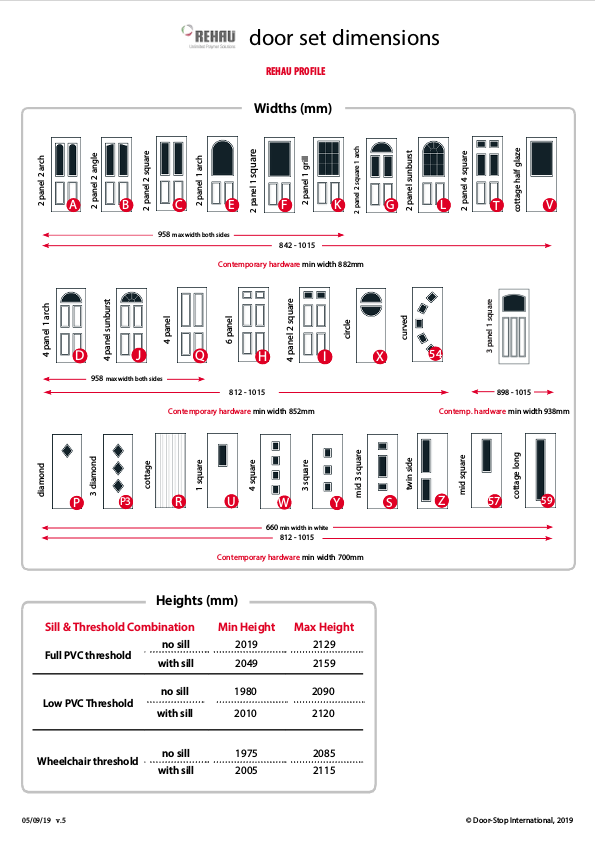 REHAU
Unlimited Polymer Solutions
door set dimensions
REHAU PROFILE
Widths (mm)
2 panel 2 arch
A
2 panel 2 angle
B
2 panel 2 square
C
2 panel 1 arch
E
2 panel 1 square
F
2 panel 1 grill
K
2 panel 2 square 1 arch
G
2 panel sunburst
L
2 panel 4 square
T
cottage half glaze
V
958 max width both sides
842 - 1015
Contemporary hardware min width 882mm
4 panel 1 arch
D
4 panel sunburst
J
4 panel
Q
6 panel
H
4 panel 2 square
I
circle
X
curved
54
3 panel 1 square
958 max width both sides
812 - 1015
898 - 1015
Contemporary hardware min width 852mm
Contemp. hardware min width 938mm
diamond
P
3 diamond
P3
cottage
R
1 square
U
4 square
W
3 square
Y
mid 3 square
S
twin side
Z
mid square
57
cottage long
59
660 min width in white
812 - 1015
Contemporary hardware min width 700mm
Heights (mm)
Sill & Threshold Combination Min Height Max Height
Full PVC threshold
no sill 2019 2129
with sill 2049 2159
Low PVC Threshold
no sill 1980 2090
with sill 2010 2120
Wheelchair threshold
no sill 1975 2085
with sill 2005 2115
05/09/19 v.5
© Door-Stop International, 2019